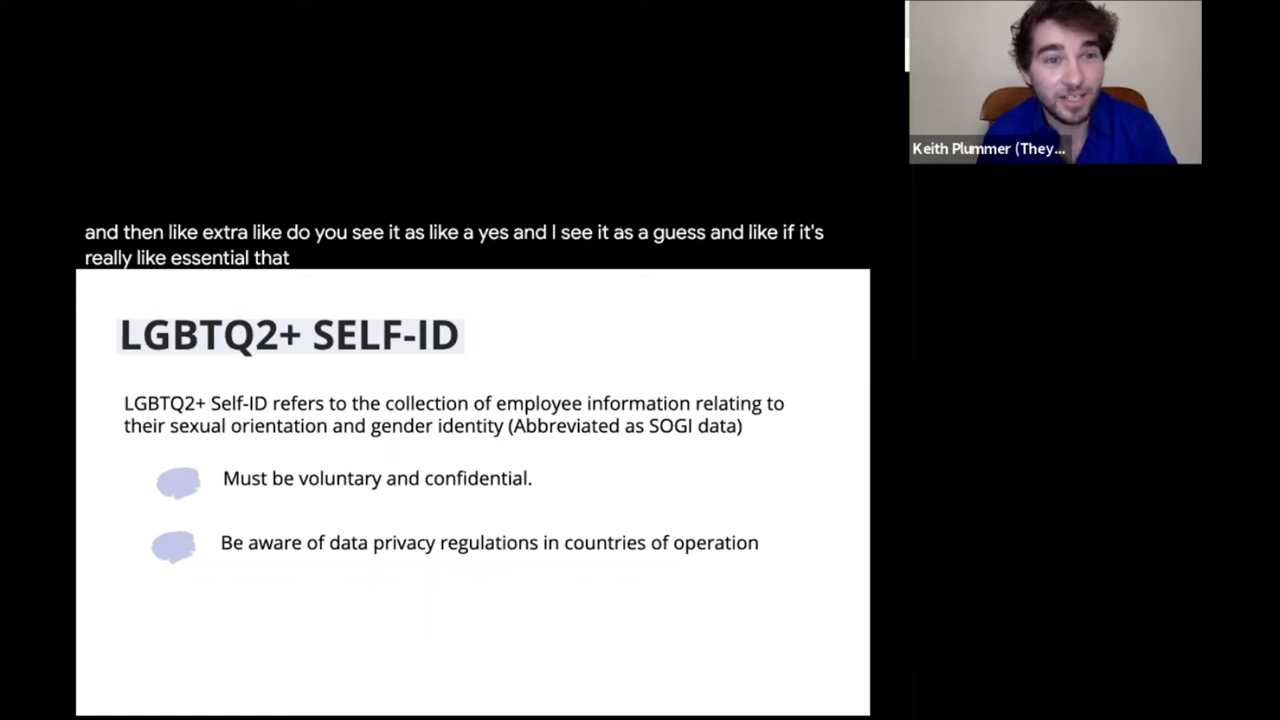 Keith Plummer (They...
and then like extra like do you see it as like a yes and I see it as a guess and like if it's
really like essential that
LGBTQ2+ SELF-ID
LGBTQ2+ Self-ID refers to the collection of employee information relating to
their sexual orientation and gender identity (Abbreviated as SOGI data)
Must be voluntary and confidential.
Be aware of data privacy regulations in countries of operation